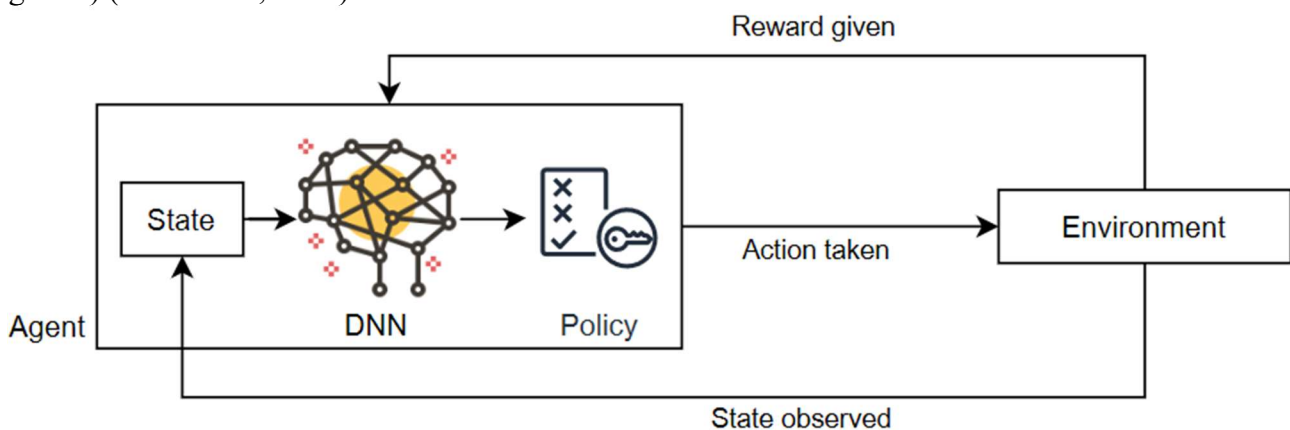 Reward given
State
Environment
Action taken
DNN
Policy
Agent
State observed